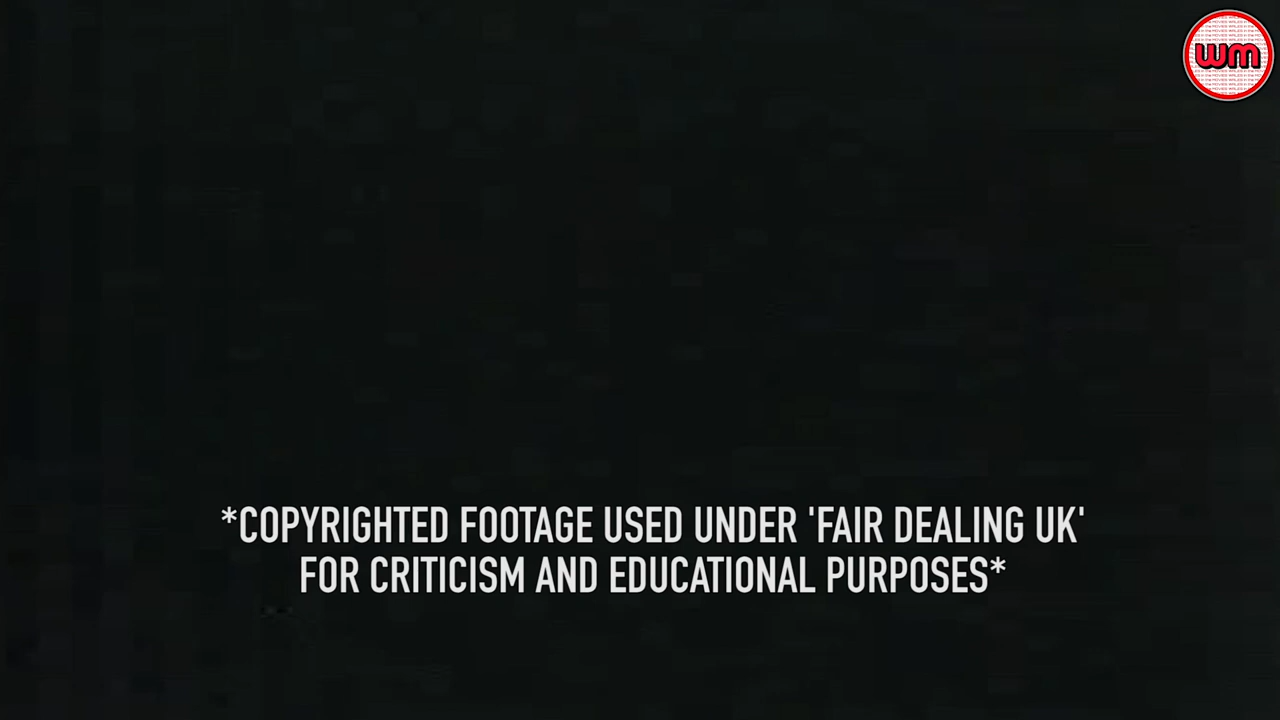 wm
*COPYRIGHTED FOOTAGE USED UNDER 'FAIR DEALING UK'
FOR CRITICISM AND EDUCATIONAL PURPOSES*